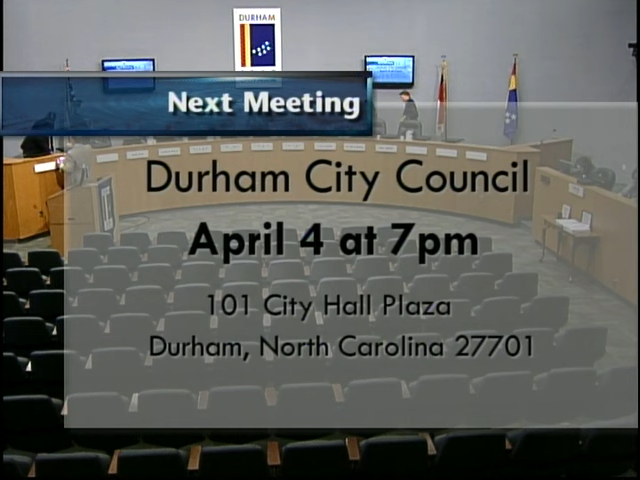 DURHAM
Next Meeting
Durham City Council
April 4 at 7pm
101 City Hall Plaza
Durham, North Carolina 27701